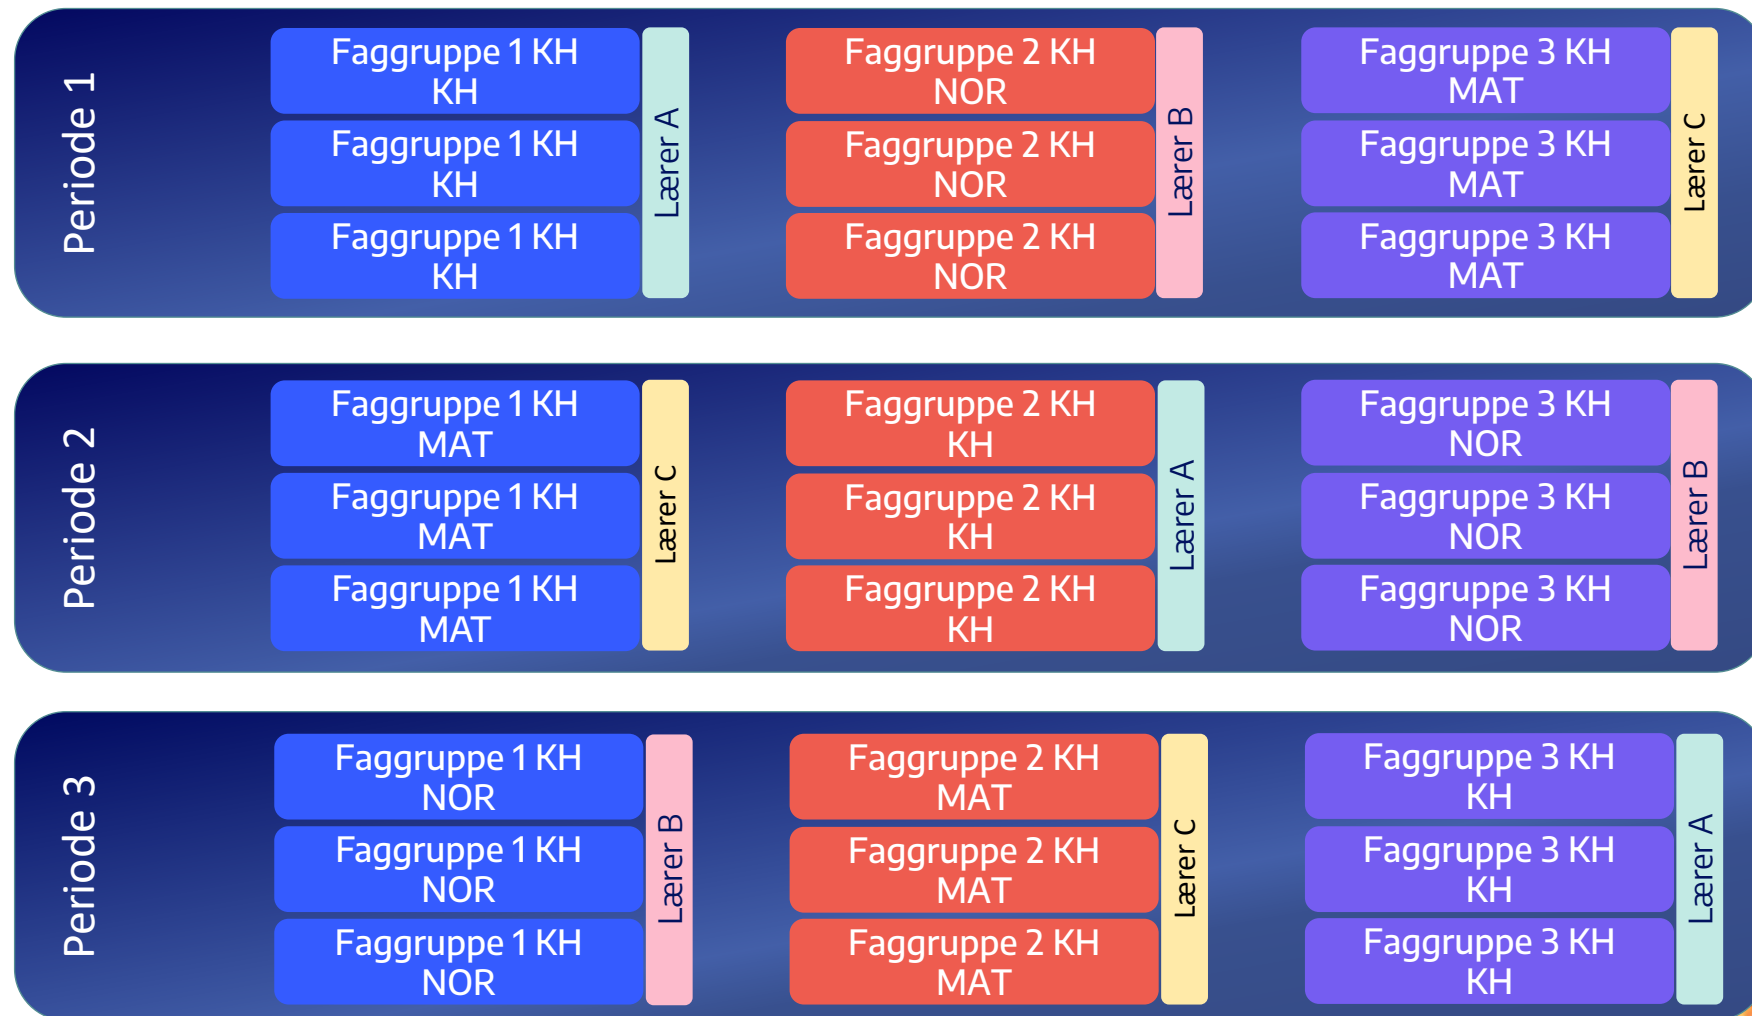 Periode 1
Faggruppe 1 KH
KH
Faggruppe 1 KH
KH
Faggruppe 1 KH
KH
Lærer A
Faggruppe 2 KH
NOR
Faggruppe 2 KH
NOR
Faggruppe 2 KH
NOR
Lærer B
Faggruppe 3 KH
MAT
Faggruppe 3 KH
MAT
Faggruppe 3 KH
MAT
Lærer C
Periode 2
Faggruppe 1 KH
MAT
Faggruppe 1 KH
MAT
Faggruppe 1 KH
MAT
Lærer C
Faggruppe 2 KH
KH
Faggruppe 2 KH
KH
Faggruppe 2 KH
KH
Lærer A
Faggruppe 3 KH
NOR
Faggruppe 3 KH
NOR
Faggruppe 3 KH
NOR
Lærer B
Periode 3
Faggruppe 1 KH
NOR
Faggruppe 1 KH
NOR
Faggruppe 1 KH
NOR
Lærer B
Faggruppe 2 KH
MAT
Faggruppe 2 KH
MAT
Faggruppe 2 KH
MAT
Lærer C
Faggruppe 3 KH
KH
Faggruppe 3 KH
KH
Faggruppe 3 KH
KH
Lærer A